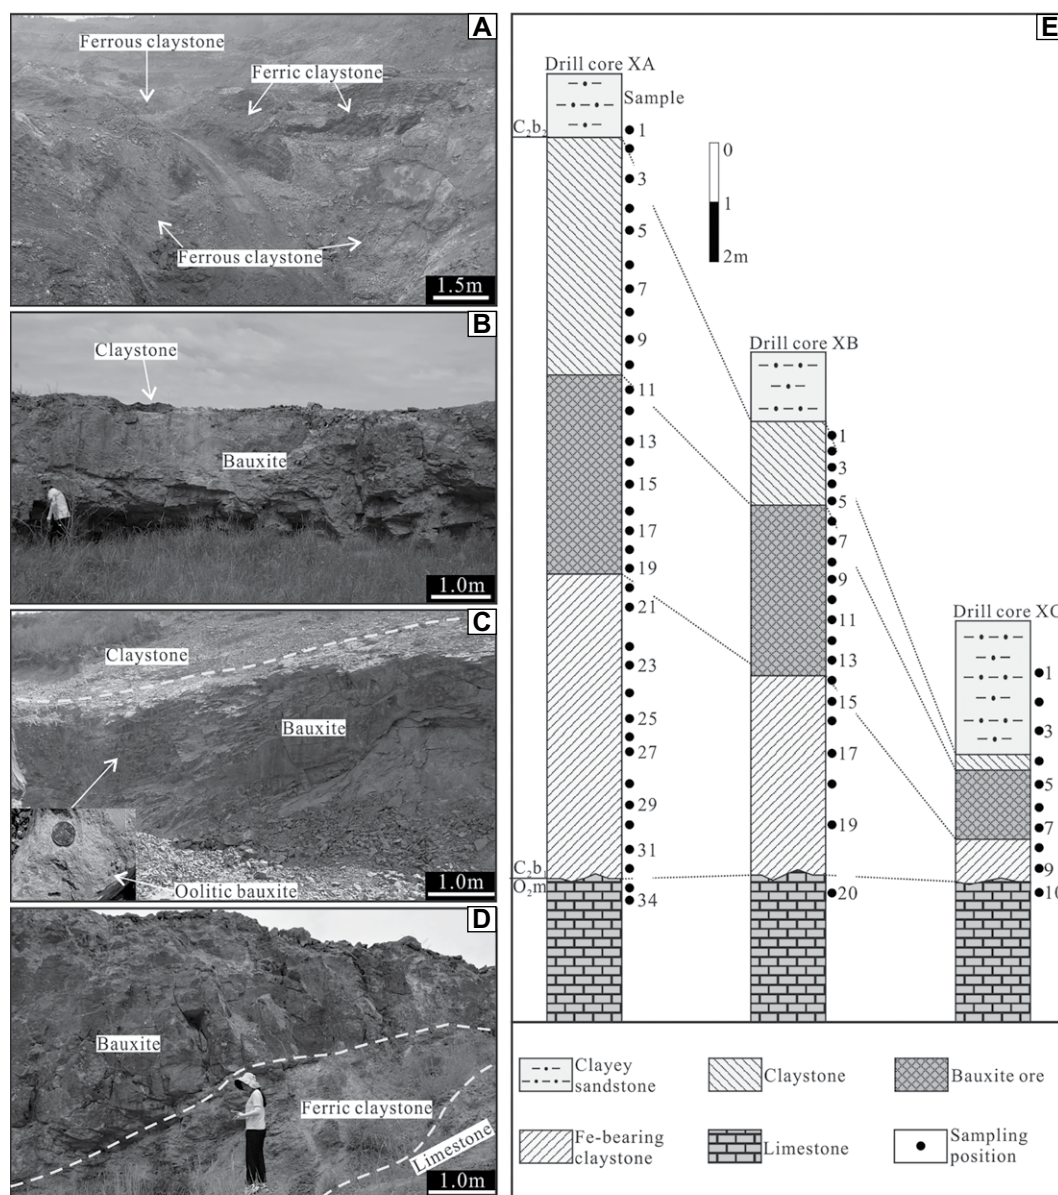 A
Ferrous claystone
Ferric claystone
Ferrous claystone
1.5m
B
Claystone
Bauxite
1.0m
C
Claystone
Bauxite
Oolitic bauxite
1.0m
D
Bauxite
Ferric claystone
Limestone
1.0m
E
Drill core XA
Sample
C₂b₂
1
3
5
7
9
11
13
15
17
19
21
23
25
27
29
31
C₂b₁
O₂m
34
0
1
2m
Drill core XB
1
3
5
7
9
11
13
15
17
19
20
Drill core XC
1
3
5
7
9
10
Clayey
sandstone
Claystone
Bauxite ore
Fe-bearing
claystone
Limestone
Sampling
position